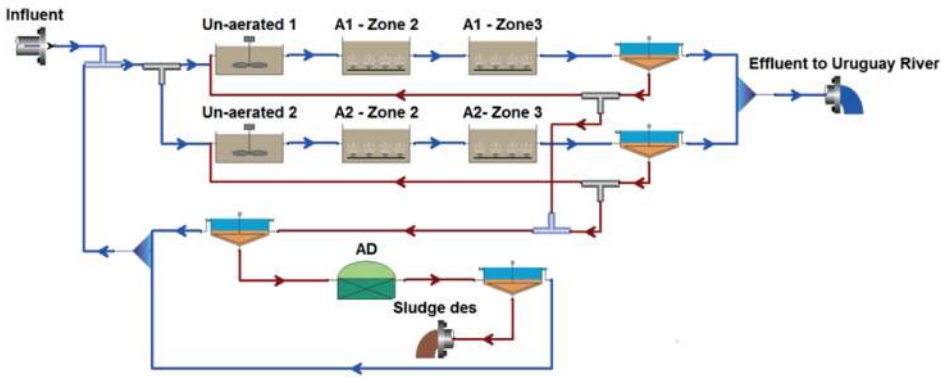 Influent
Un-aerated 1
A1 - Zone 2
A1 - Zone3
Effluent to Uruguay River
Un-aerated 2
A2 - Zone 2
A2- Zone 3
AD
Sludge des